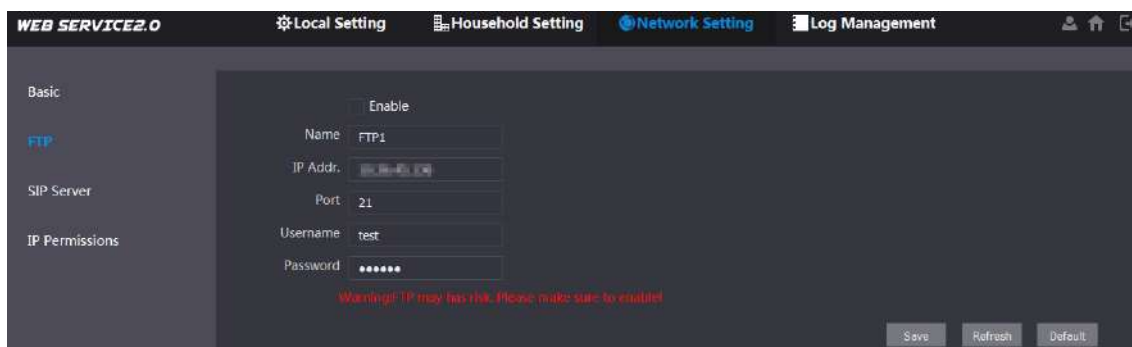 WEB SERVICE2.0 Local Setting Household Setting Network Setting Log Management
Basic
Enable
FTP
Name FTP1
IP Addr.
SIP Server
Port 21
IP Permissions
Username test
Password ••••••
Warning:FTP may has risk. Please make sure to enable!
Save Refresh Default